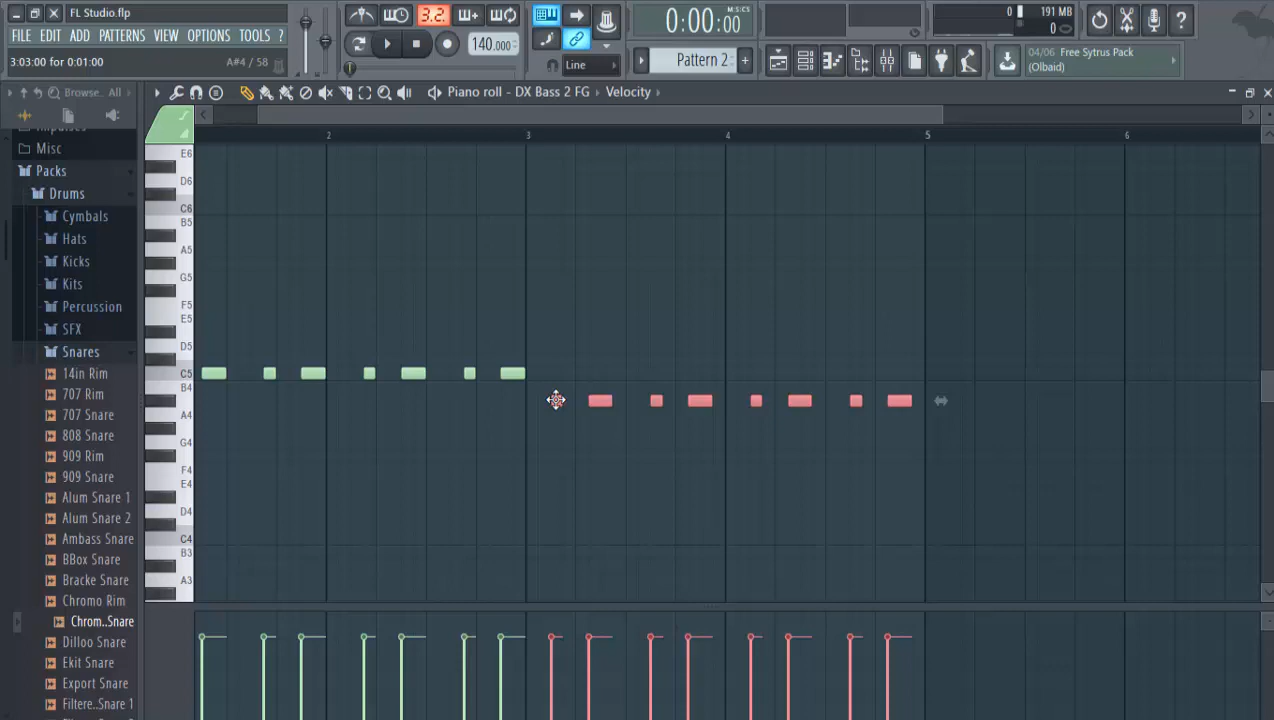 FL Studio.flp
FILE EDIT ADD PATTERNS VIEW OPTIONS TOOLS ?
3:03:00 for 0:01:00 A#4 / 58
3.2.
140.000
Line
0:00:00
M:S:CS
Pattern 2
0
191 MB
0
04/06 Free Sytrus Pack
(Olbaid)
Browse.. All
Piano roll - DX Bass 2 FG Velocity
2 3 4 5 6
Impulses
Misc
Packs
Drums
Cymbals
Hats
Kicks
Kits
Percussion
SFX
Snares
14in Rim
707 Rim
707 Snare
808 Snare
909 Rim
909 Snare
Alum Snare 1
Alum Snare 2
Ambass Snare
BBox Snare
Bracke Snare
Chromo Rim
Chrom..Snare
Dilloo Snare
Ekit Snare
Export Snare
Filtere..Snare 1
E6
D6
C6
B5
A5
G5
F5
E5
D5
C5
B4
A4
G4
F4
E4
D4
C4
B3
A3